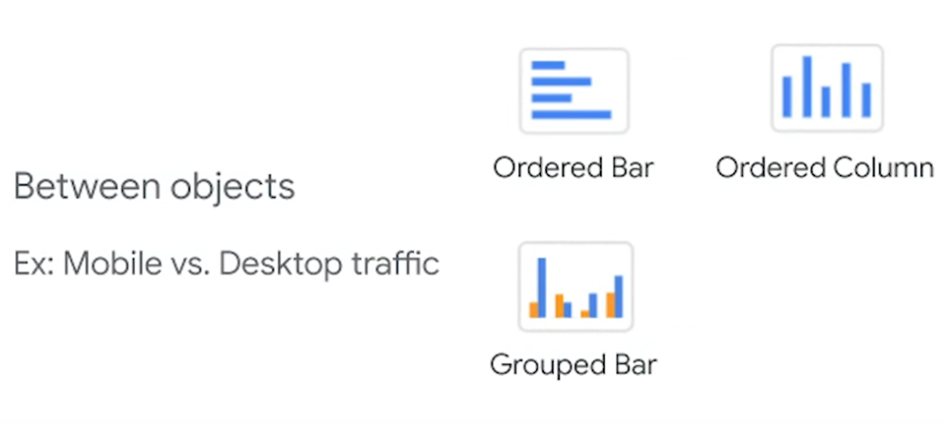 Between objects
Ex: Mobile vs. Desktop traffic
Ordered Bar
Ordered Column
Grouped Bar